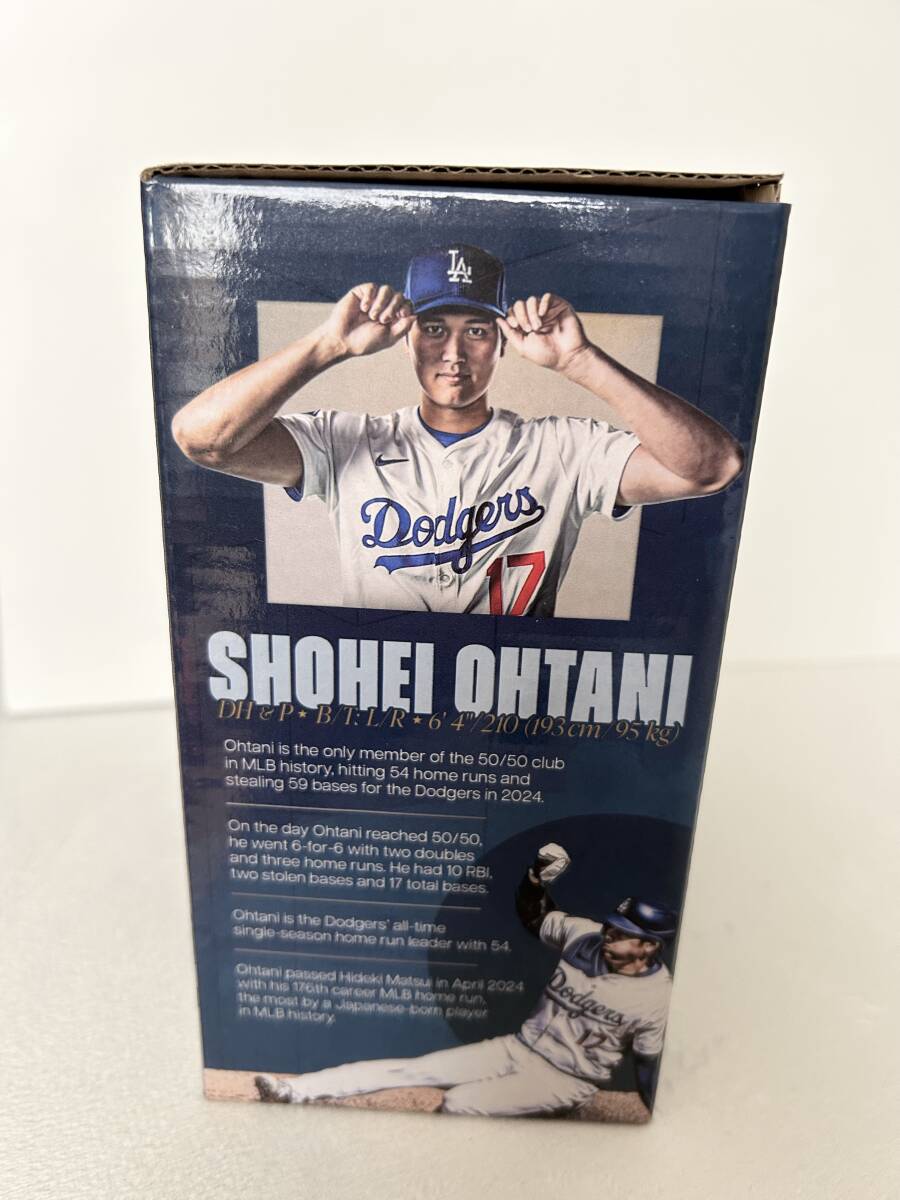 LA
Dodgers
17
SHOHEI OHTANI
DH & P ★ B/T: L/R ★ 6' 4"/210 (193 cm/95 kg)
Ohtani is the only member of the 50/50 club
in MLB history, hitting 54 home runs and
stealing 59 bases for the Dodgers in 2024.
On the day Ohtani reached 50/50,
he went 6-for-6 with two doubles
and three home runs. He had 10 RBI,
two stolen bases and 17 total bases.
Ohtani is the Dodgers' all-time
single-season home run leader with 54.
Ohtani passed Hideki Matsui in April 2024
with his 176th career MLB home run,
the most by a Japanese-born player
in MLB history.
Dodgers
17